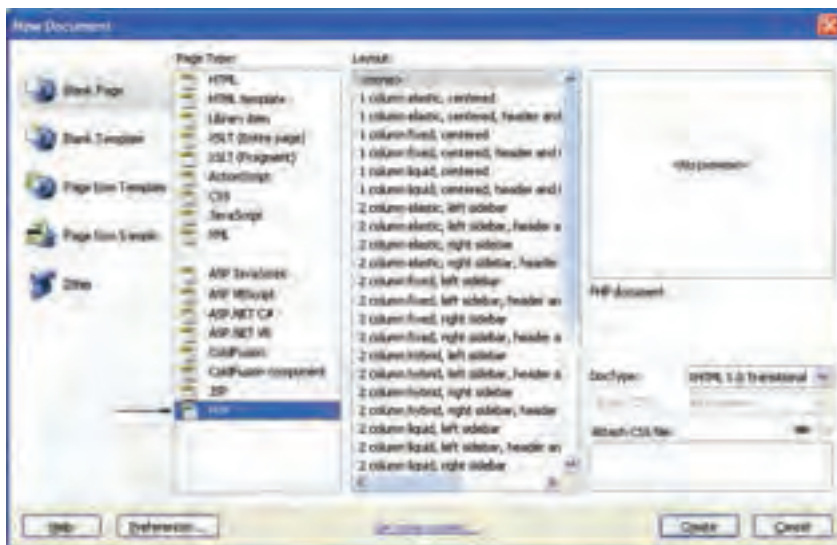 New Document
Blank Page
Blank Template
Page from Template
Page from Sample
Other
Page Type:
HTML
HTML template
Library item
XSLT (Entire page)
XSLT (Fragment)
ActionScript
CSS
JavaScript
XML
ASP JavaScript
ASP VBScript
ASP.NET C#
ASP.NET VB
ColdFusion
ColdFusion component
JSP
PHP
Layout:
<none>
1 column elastic, centered
1 column elastic, centered, header and
1 column fixed, centered
1 column fixed, centered, header and
1 column liquid, centered
1 column liquid, centered, header and
2 column elastic, left sidebar
2 column elastic, left sidebar, header a
2 column elastic, right sidebar
2 column elastic, right sidebar, header
2 column fixed, left sidebar
2 column fixed, left sidebar, header an
2 column fixed, right sidebar
2 column fixed, right sidebar, header a
2 column hybrid, left sidebar
2 column hybrid, left sidebar, header a
2 column hybrid, right sidebar
2 column hybrid, right sidebar, header
2 column liquid, left sidebar
2 column liquid, left sidebar, header an
2 column liquid, right sidebar
<No preview>
PHP document
DocType:
XHTML 1.0 Transitional
Attach CSS file:
Help
Preferences...
Create
Cancel